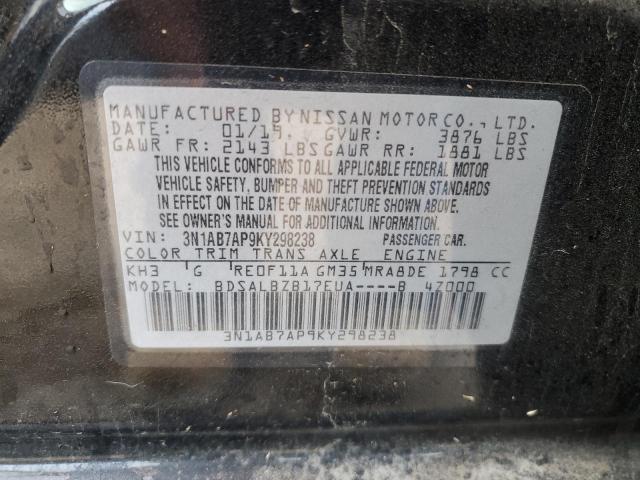 MANUFACTURED BY NISSAN MOTOR CO., LTD.
DATE: 01/19. GVWR: 3876 LBS
GAWR FR: 2143 LBS GAWR RR: 1881 LBS
THIS VEHICLE CONFORMS TO ALL APPLICABLE FEDERAL MOTOR
VEHICLE SAFETY, BUMPER AND THEFT PREVENTION STANDARDS
IN EFFECT ON THE DATE OF MANUFACTURE SHOWN ABOVE.
SEE OWNER'S MANUAL FOR ADDITIONAL INFORMATION.
VIN: 3N1AB7AP9KY298238 PASSENGER CAR.
COLOR TRIM TRANS AXLE ENGINE
KH3 G RE0F11A GM35 MRA8DE 1798 CC
MODEL: BDSALBZB17EUA----B 4Z000
3N1AB7AP9KY298238